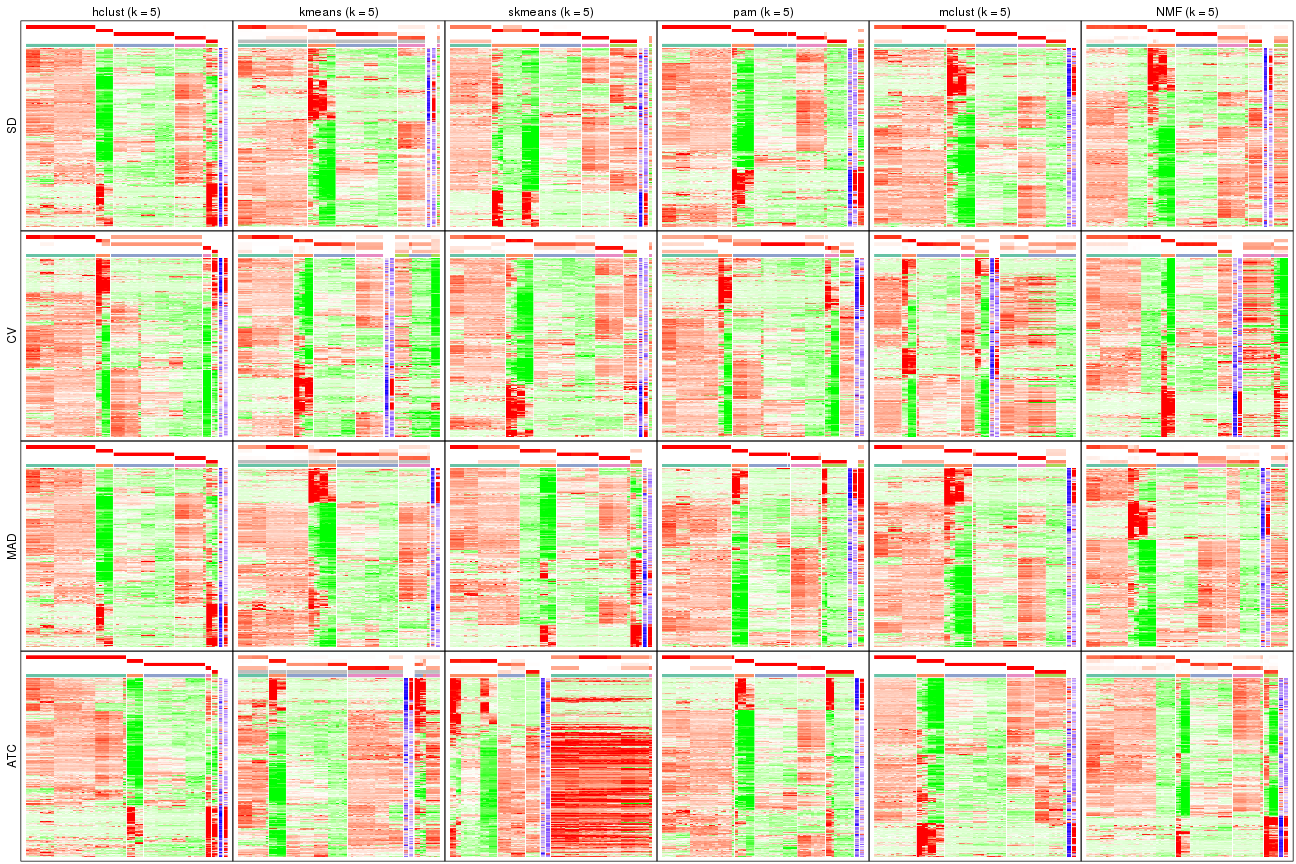 hclust (k = 5) kmeans (k = 5) skmeans (k = 5) pam (k = 5) mclust (k = 5) NMF (k = 5)
SD
CV
MAD
ATC